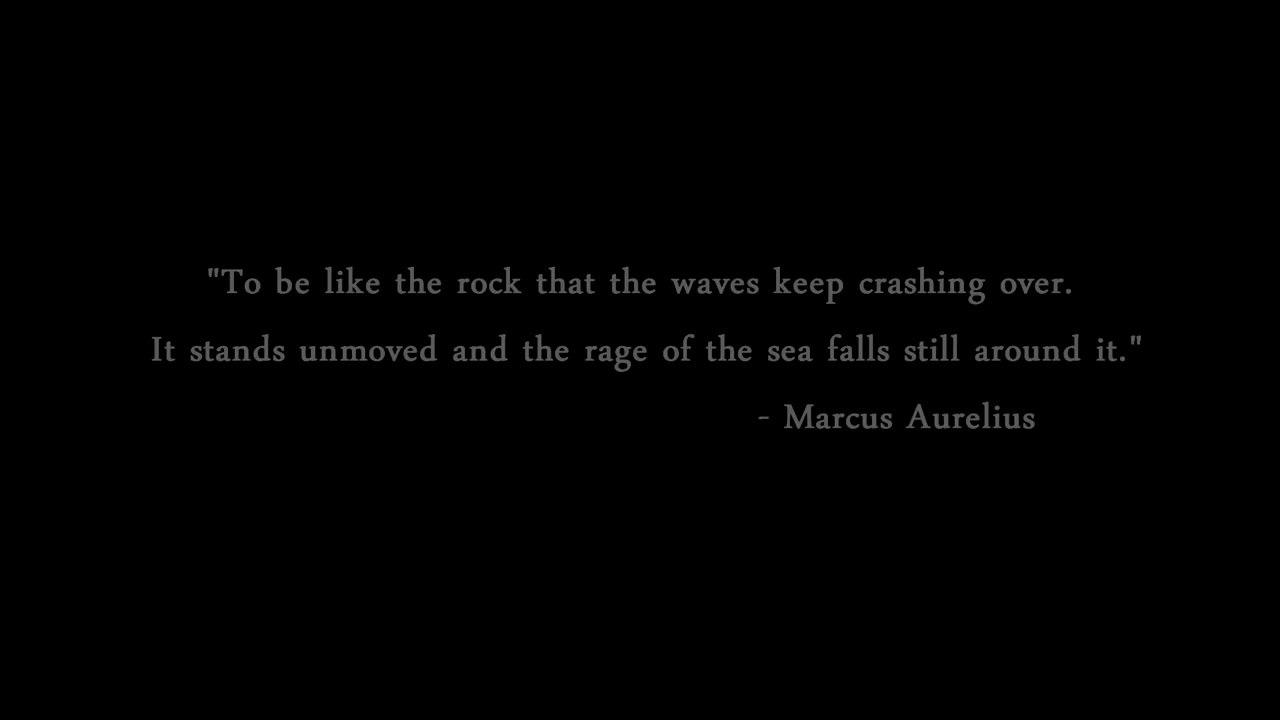 "To be like the rock that the waves keep crashing over.
It stands unmoved and the rage of the sea falls still around it."
- Marcus Aurelius